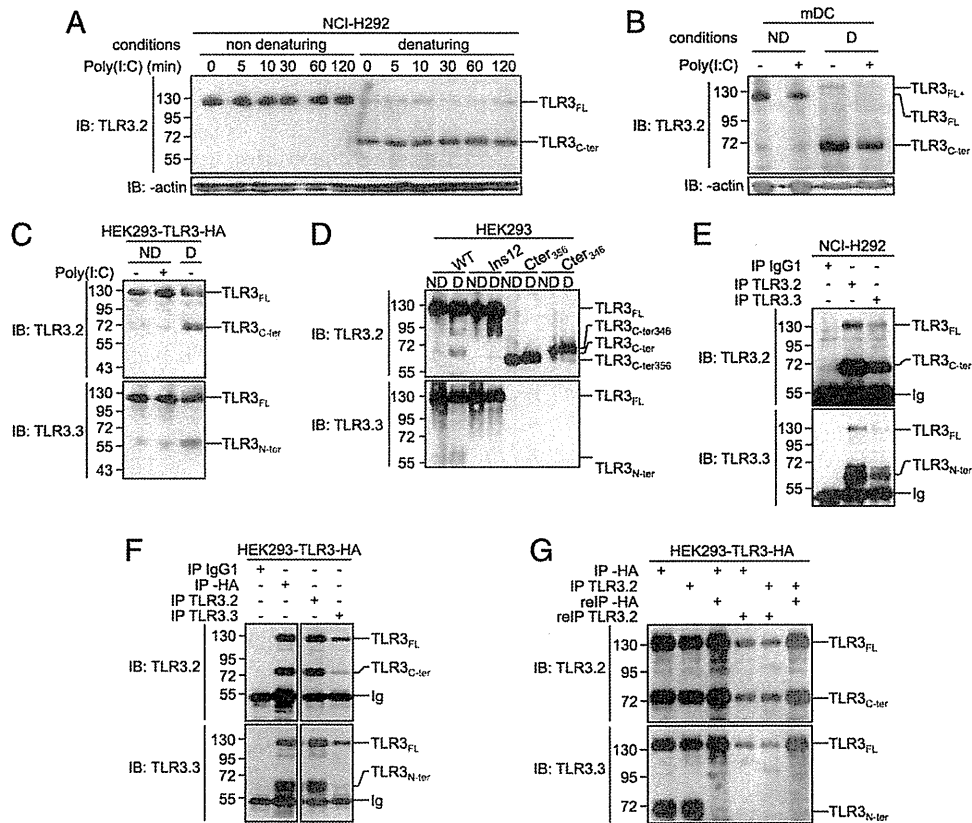 A
NCI-H292
conditions non denaturing denaturing
Poly(I:C) (min) 0 5 10 30 60 120 0 5 10 30 60 120
IB: TLR3.2
130
95
72
55
TLR3FL
TLR3C-ter
IB: -actin
B
mDC
conditions ND D
Poly(I:C) - + - +
IB: TLR3.2
130
95
72
TLR3FL*
TLR3FL
TLR3C-ter
IB: -actin
C
HEK293-TLR3-HA
ND D
Poly(I:C) - + -
IB: TLR3.2
130
95
72
55
43
TLR3FL
TLR3C-ter
IB: TLR3.3
130
95
72
55
43
TLR3FL
TLR3N-ter
D
HEK293
WT Ins12 Cter356 Cter346
ND D ND D ND D ND D
IB: TLR3.2
130
95
72
55
TLR3FL
TLR3C-ter346
TLR3C-ter
TLR3C-ter356
IB: TLR3.3
130
95
72
55
TLR3FL
TLR3N-ter
E
NCI-H292
IP IgG1 + - -
IP TLR3.2 - + -
IP TLR3.3 - - +
IB: TLR3.2
130
95
72
55
TLR3FL
TLR3C-ter
Ig
IB: TLR3.3
130
95
72
55
TLR3FL
TLR3N-ter
Ig
F
HEK293-TLR3-HA
IP IgG1 + - - -
IP -HA - + - -
IP TLR3.2 - - + -
IP TLR3.3 - - - +
IB: TLR3.2
130
95
72
55
TLR3FL
TLR3C-ter
Ig
IB: TLR3.3
130
95
72
55
TLR3FL
TLR3N-ter
Ig
G
HEK293-TLR3-HA
IP -HA + + +
IP TLR3.2 + + +
reIP -HA + +
reIP TLR3.2 + +
IB: TLR3.2
130
95
72
TLR3FL
TLR3C-ter
IB: TLR3.3
130
95
72
TLR3FL
TLR3N-ter